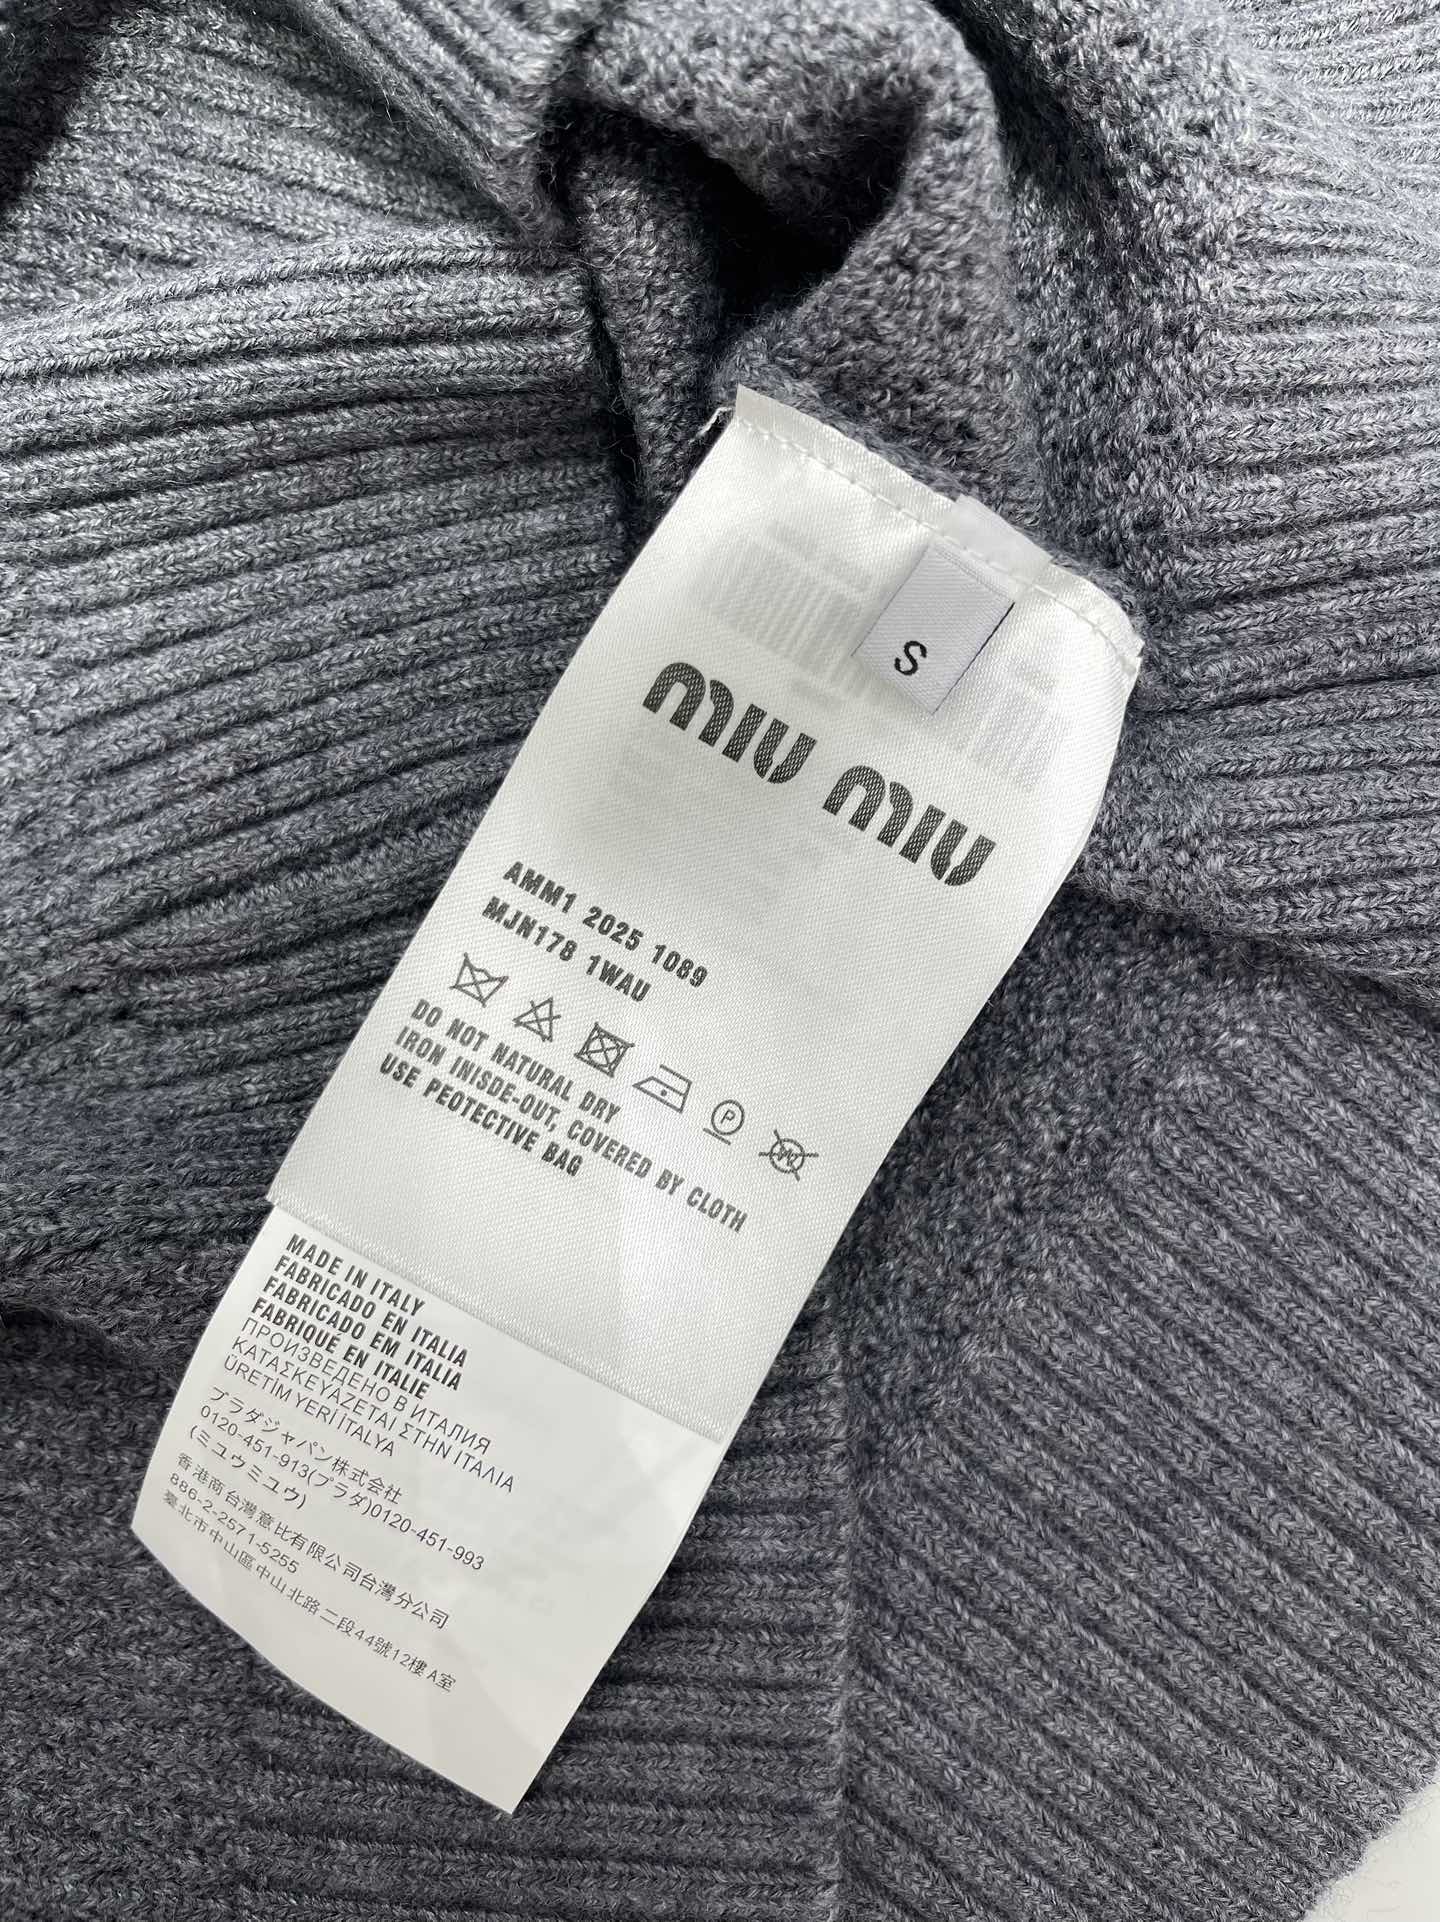 S
MIU MIU
AMM1 2025 1089
MJN178 1WAU
P
W
DO NOT NATURAL DRY
IRON INISDE-OUT, COVERED BY CLOTH
USE PEOTECTIVE BAG
MADE IN ITALY
FABRICADO EN ITALIA
FABRICADO EM ITALIA
FABRIQUÉ EN ITALIE
ПРОИЗВЕДЕНО В ИТАЛИЯ
ΚΑΤΑΣΚΕΥΑΖΕΤΑΙ ΣΤΗΝ ΙΤΑΛΙΑ
ÜRETİM YERİ İTALYA
プラダジャパン株式会社
0120-451-913(プラダ)0120-451-993
(ミュウミュウ)
香港商台灣意比有限公司台灣分公司
886-2-2571-5255
臺北市中山區中山北路二段44號12樓A室